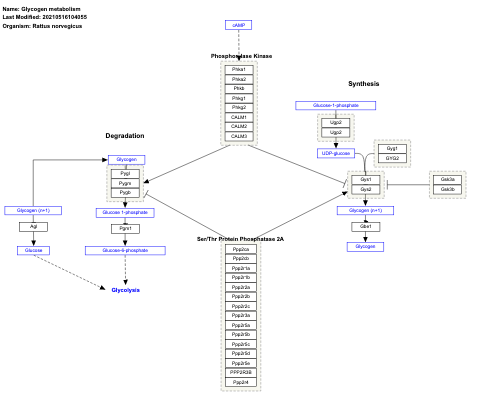 Name: Glycogen metabolism
Last Modified: 20210516104055
Organism: Rattus norvegicus
cAMP
Phosphorylase Kinase
Phka1
Phka2
Phkb
Phkg1
Phkg2
CALM1
CALM2
CALM3
Synthesis
Glucose-1-phosphate
Ugp2
Ugp2
UDP-glucose
Gyg1
GYG2
Gys1
Gys2
Gsk3a
Gsk3b
Glycogen (n+1)
Gbe1
Glycogen
Degradation
Glycogen
Pygl
Pygm
Pygb
Glucose 1-phosphate
Pgm1
Glucose-6-phosphate
Glycolysis
Glycogen (n+1)
Agl
Glucose
Ser/Thr Protein Phosphatase 2A
Ppp2ca
Ppp2cb
Ppp2r1a
Ppp2r1b
Ppp2r2a
Ppp2r2b
Ppp2r2c
Ppp2r3a
Ppp2r5a
Ppp2r5b
Ppp2r5c
Ppp2r5d
Ppp2r5e
PPP2R3B
Ppp2r4